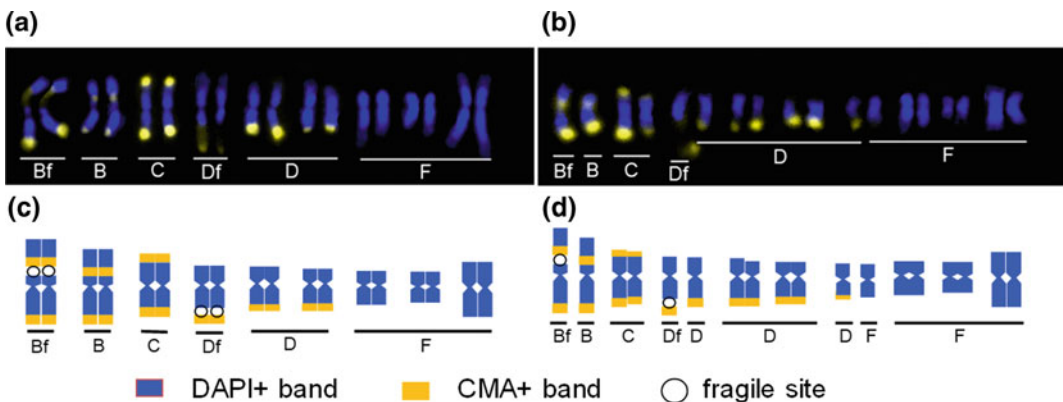 (a)
(b)
Bf B C Df D F
Bf B C Df D F
(c)
(d)
Bf B C Df D F
Bf B C Df D D D F F
DAPI+ band CMA+ band fragile site